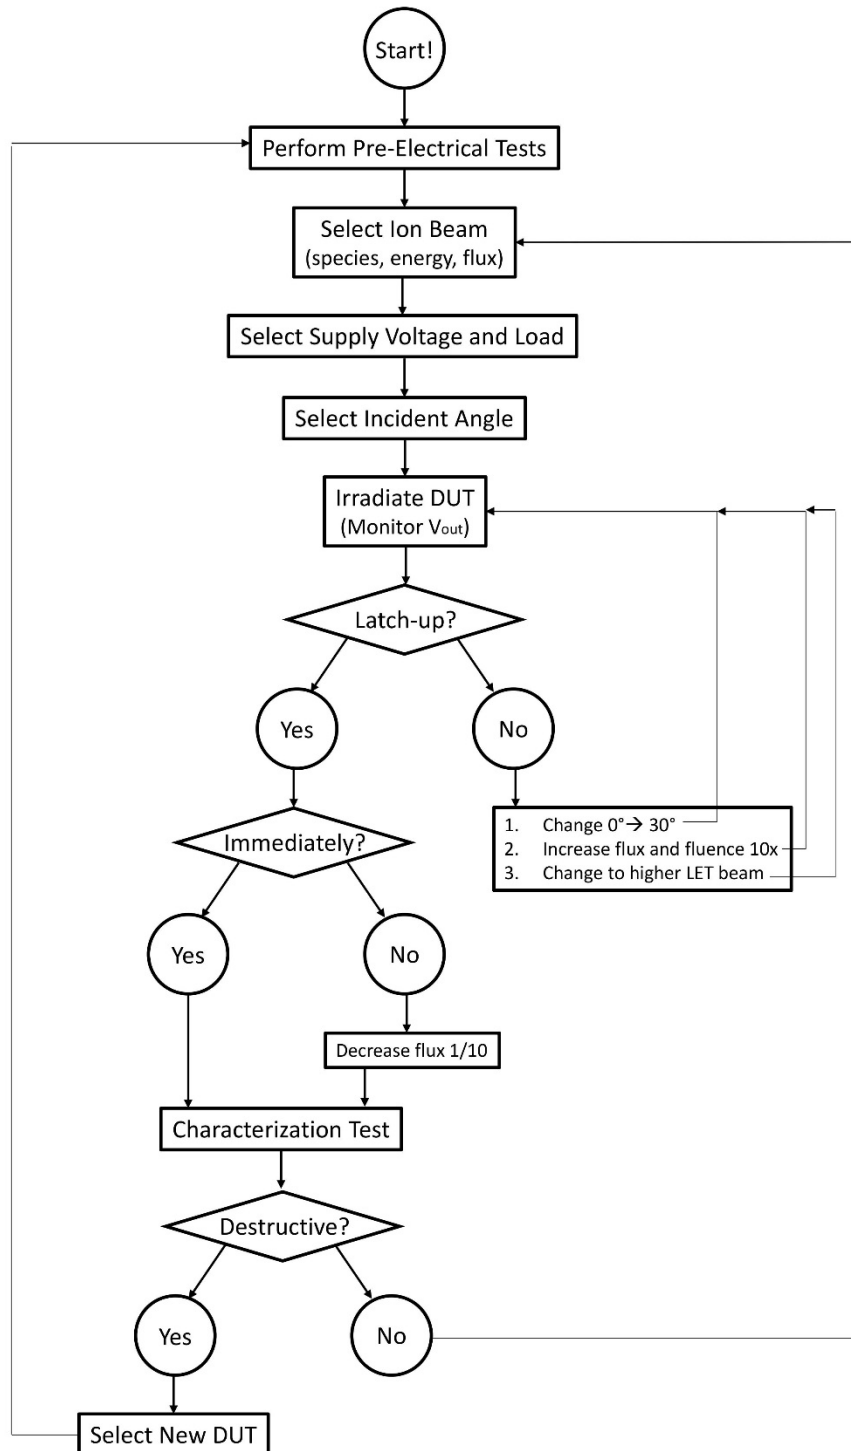 Start!
Perform Pre-Electrical Tests
Select Ion Beam
(species, energy, flux)
Select Supply Voltage and Load
Select Incident Angle
Irradiate DUT
(Monitor Vout)
Latch-up?
Yes
No
1. Change 0°→ 30°
2. Increase flux and fluence 10x
3. Change to higher LET beam
Immediately?
Yes
No
Decrease flux 1/10
Characterization Test
Destructive?
Yes
No
Select New DUT